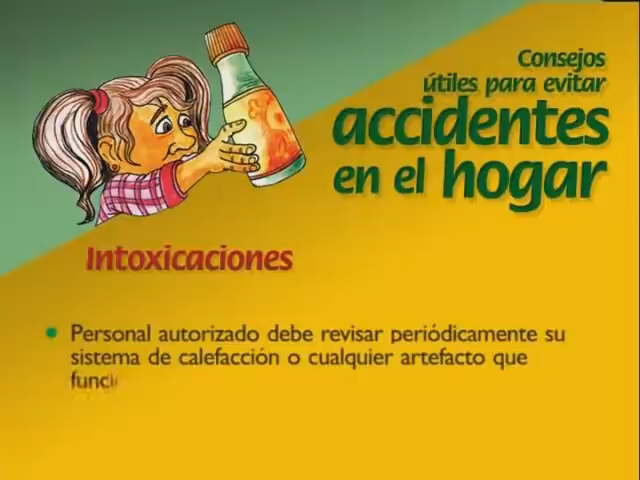 Consejos
útiles para evitar
accidentes
en el hogar
Intoxicaciones
• Personal autorizado debe revisar periódicamente su
sistema de calefacción o cualquier artefacto que